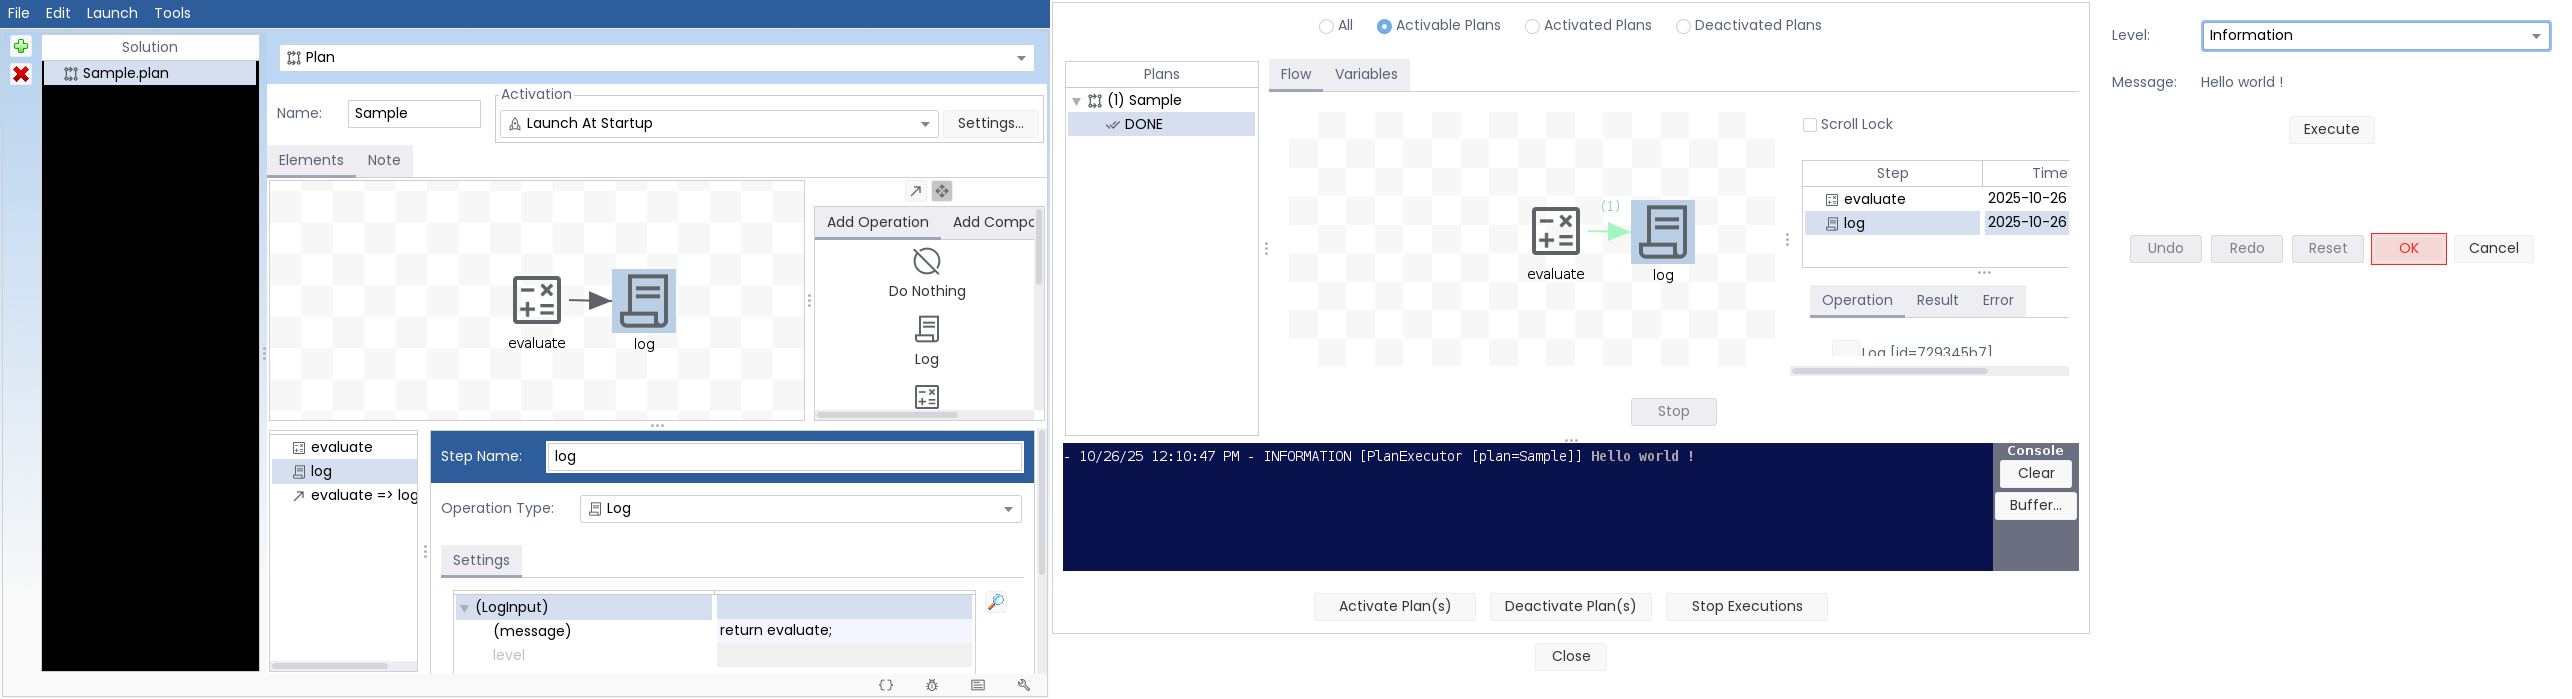 File Edit Launch Tools
Solution
Sample.plan
Plan
Name: Sample
Activation
Launch At Startup
Settings...
Elements Note
evaluate
log
Add Operation Add Compo
Do Nothing
Log
evaluate
log
evaluate => log
Step Name: log
Operation Type: Log
Settings
(LogInput)
(message) return evaluate;
level
All Activable Plans Activated Plans Deactivated Plans
Plans
(1) Sample
DONE
Flow Variables
(1)
evaluate
log
Scroll Lock
Step Time
evaluate 2025-10-26
log 2025-10-26
Operation Result Error
Log [id=729345b7]
Stop
- 10/26/25 12:10:47 PM - INFORMATION [PlanExecutor [plan=Sample]] Hello world !
Console
Clear
Buffer...
Activate Plan(s) Deactivate Plan(s) Stop Executions
Close
Level: Information
Message: Hello world !
Execute
Undo Redo Reset OK Cancel